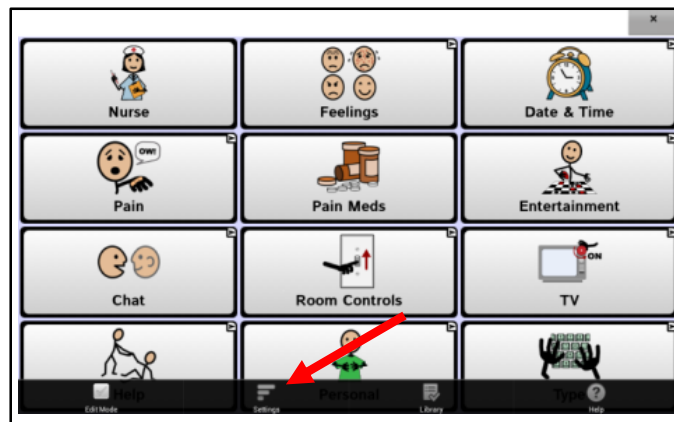 ×
Nurse
Feelings
Date & Time
OW!
Pain
Pain Meds
Entertainment
Chat
Room Controls
ON
TV
Help
Personal
Type
Edit Mode
Settings
Library
?
Help